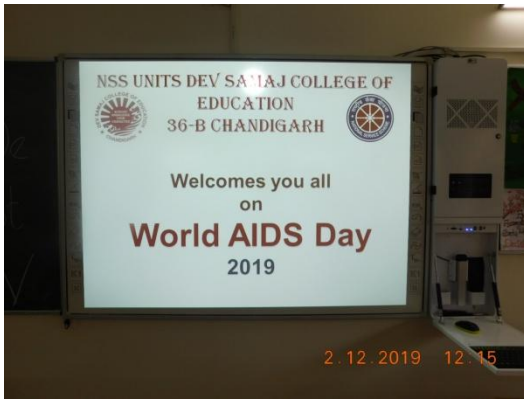 NSS UNITS DEV SAMAJ COLLEGE OF
EDUCATION
36-B CHANDIGARH
Welcomes you all
on
World AIDS Day
2019
2.12.2019 12.15